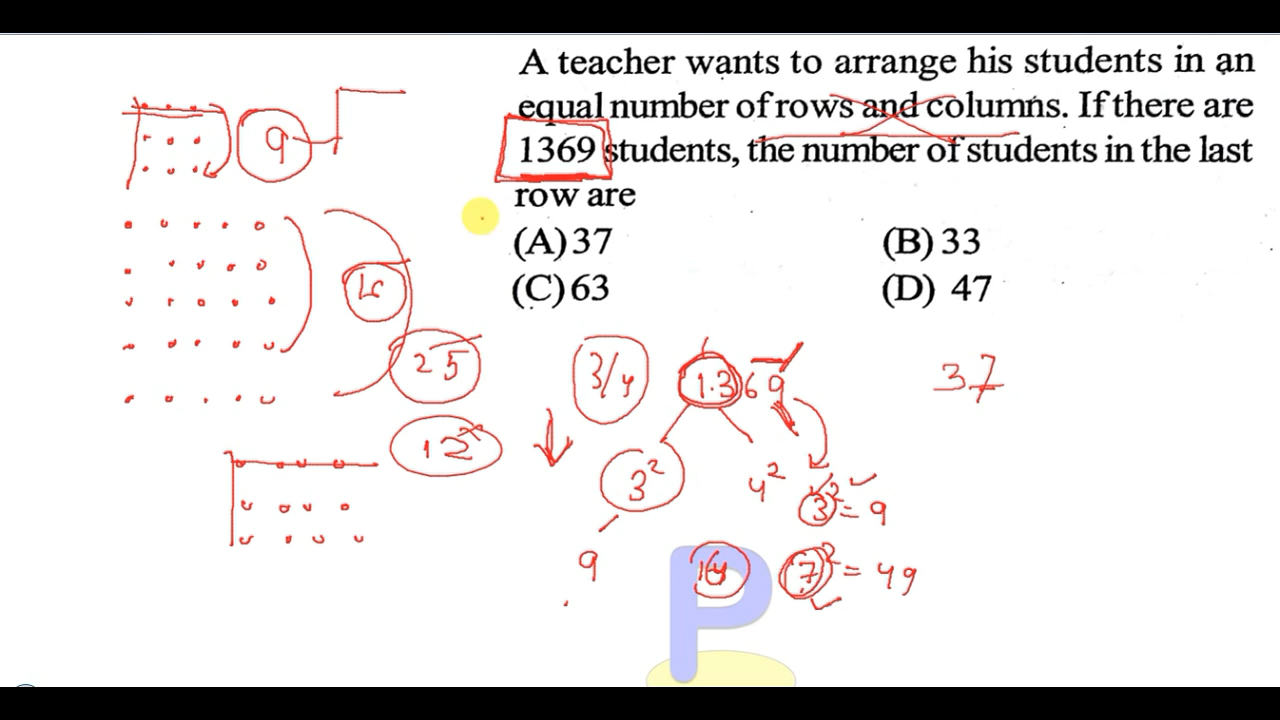 A teacher wants to arrange his students in an
equal number of rows and columns. If there are
1369 students, the number of students in the last
row are
(A) 37 (B) 33
(C) 63 (D) 47
9
25
12
3/4 1369 37
3² 4² 3² = 9
9 16 7² = 49
P